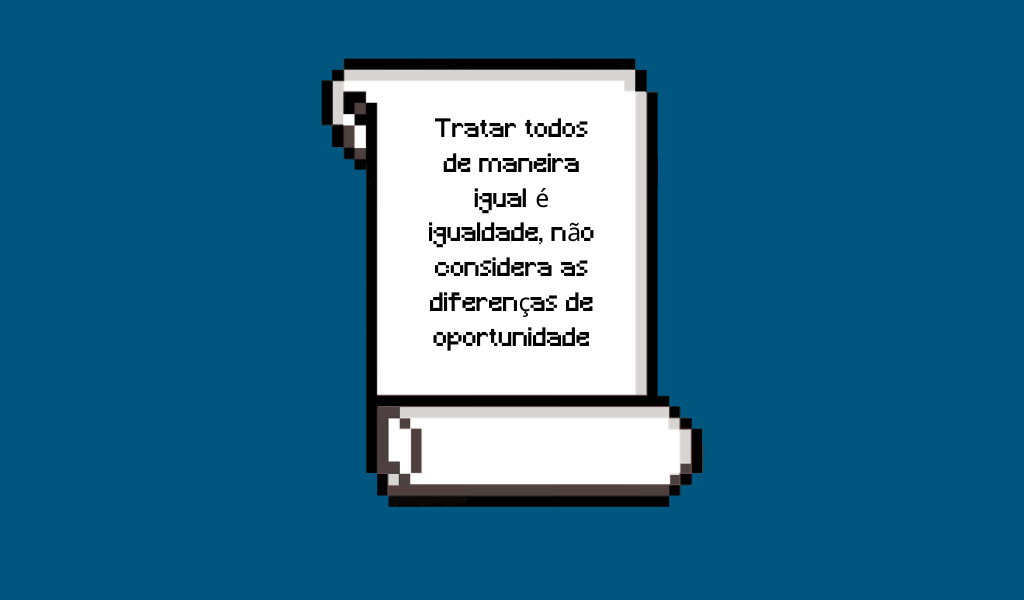 Tratar todos
de maneira
igual é
igualdade, não
considera as
diferenças de
oportunidade